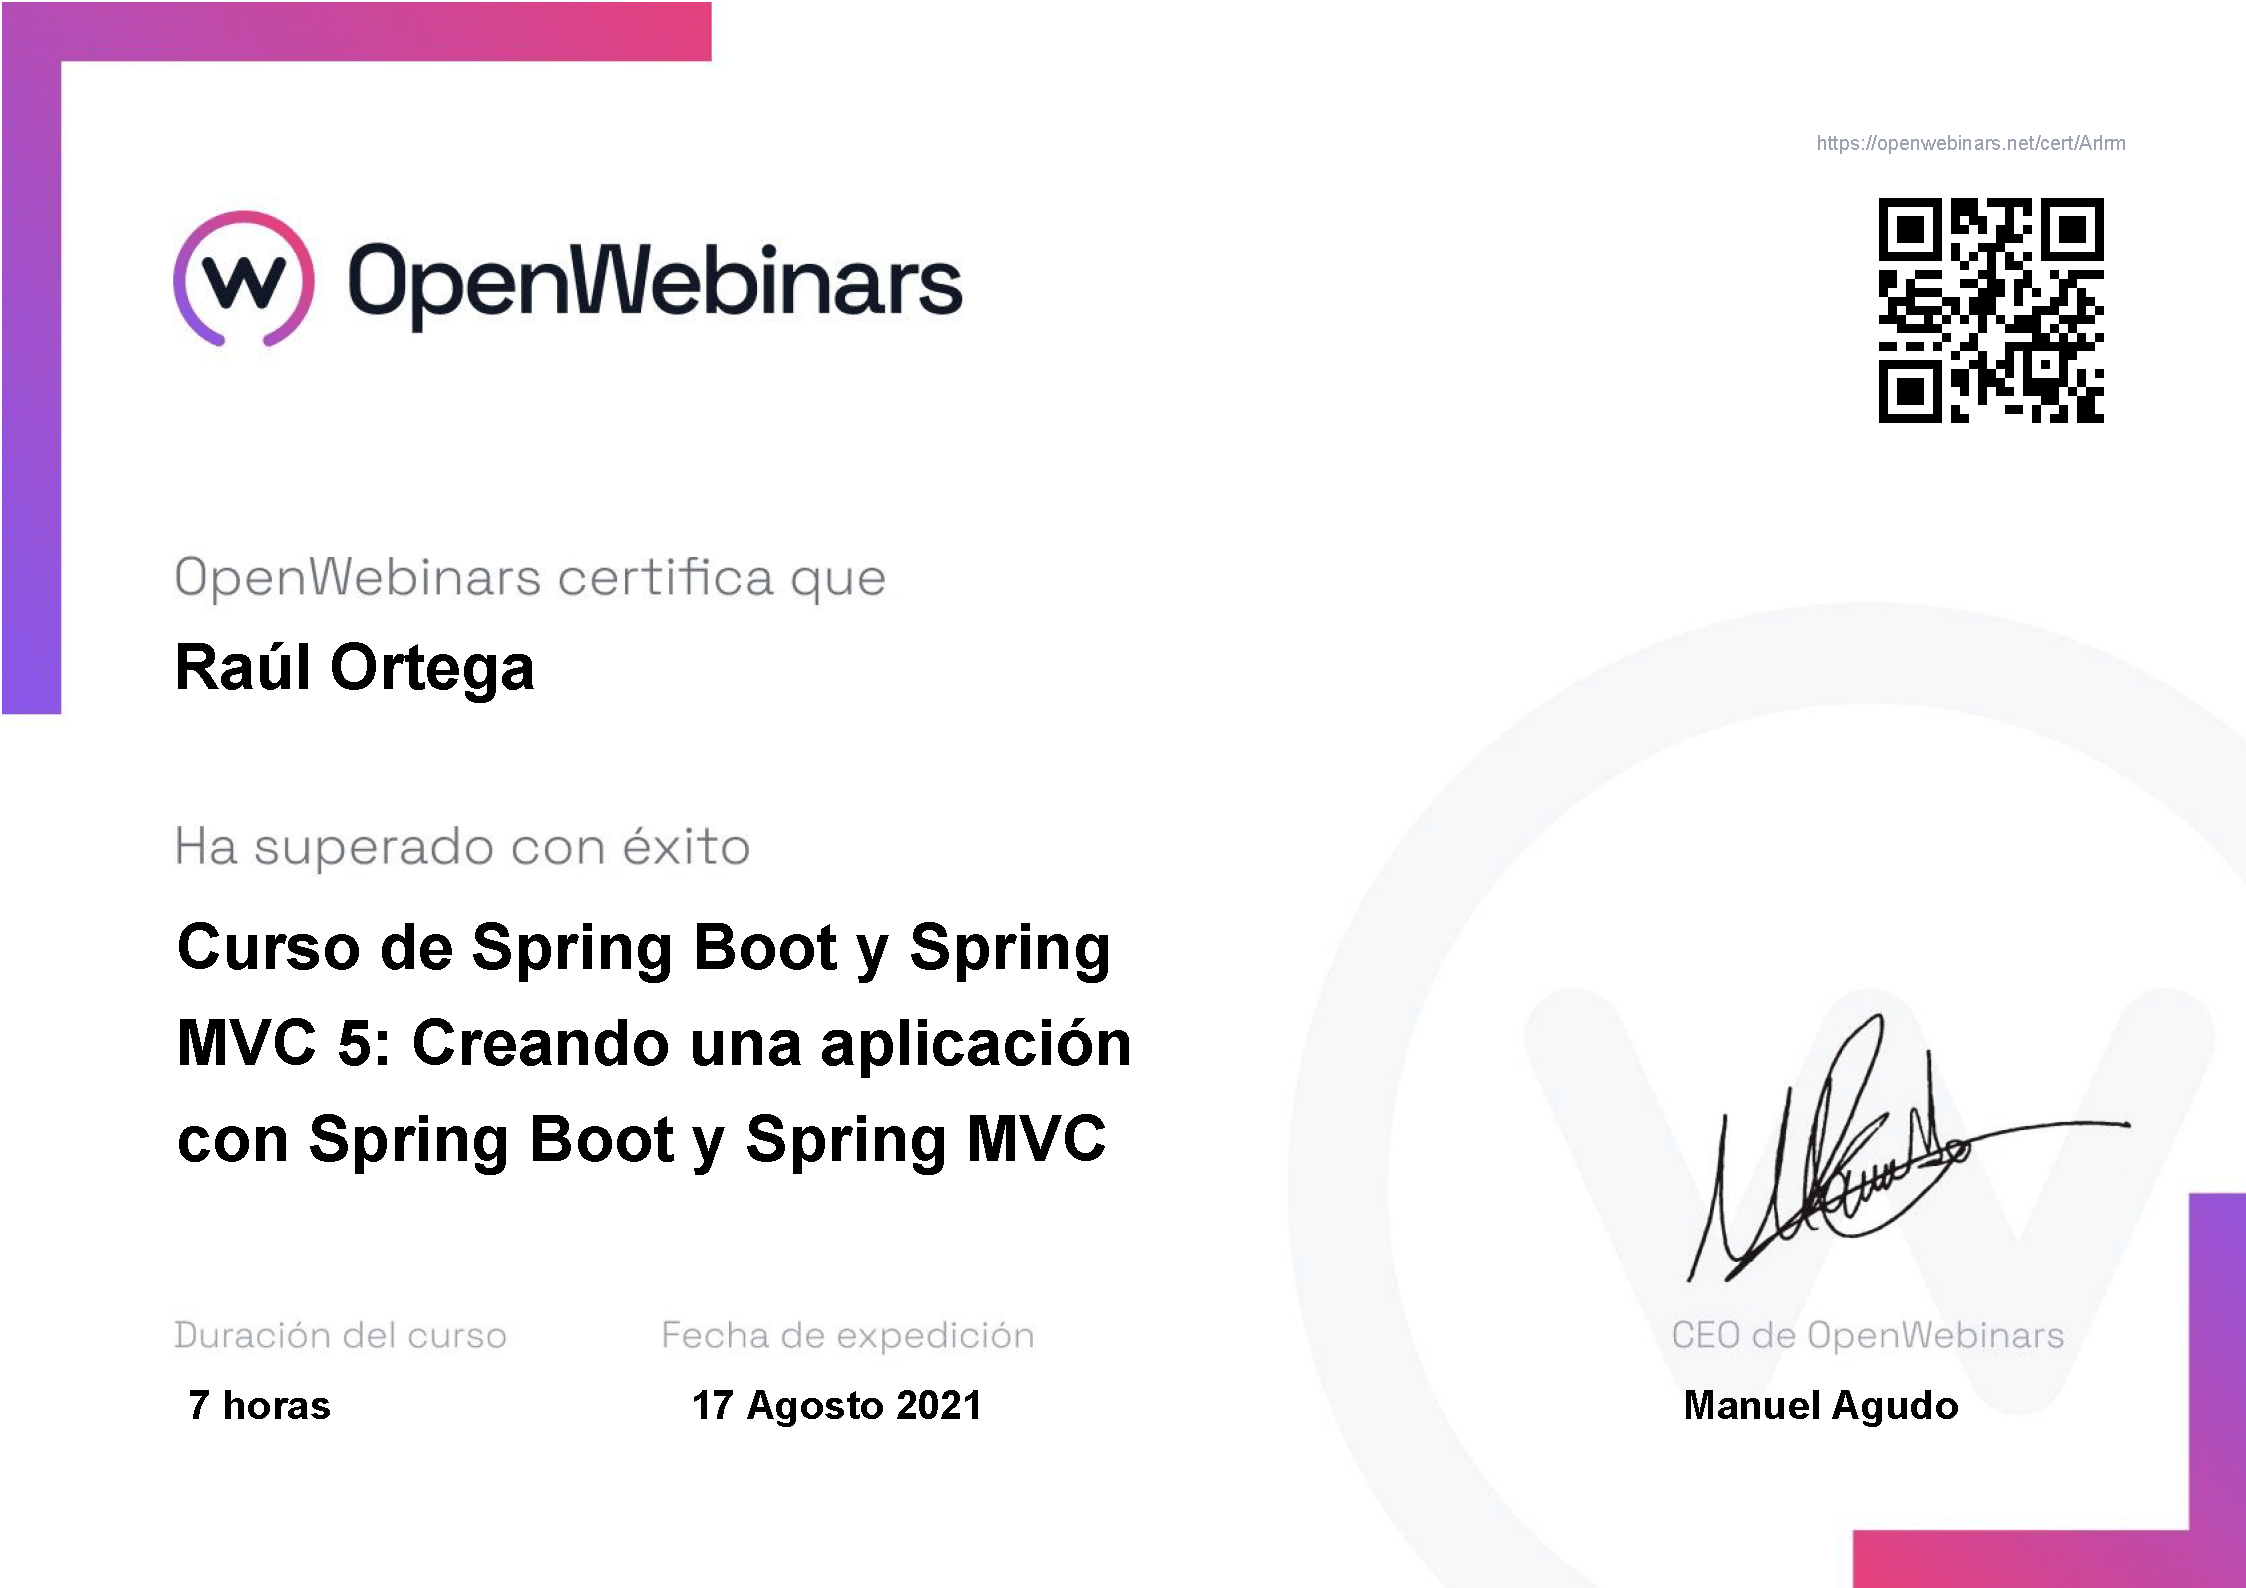 https://openwebinars.net/cert/Arlrm
OpenWebinars
OpenWebinars certifica que
Raúl Ortega
Ha superado con éxito
Curso de Spring Boot y Spring
MVC 5: Creando una aplicación
con Spring Boot y Spring MVC
Duración del curso
7 horas
Fecha de expedición
17 Agosto 2021
CEO de OpenWebinars
Manuel Agudo